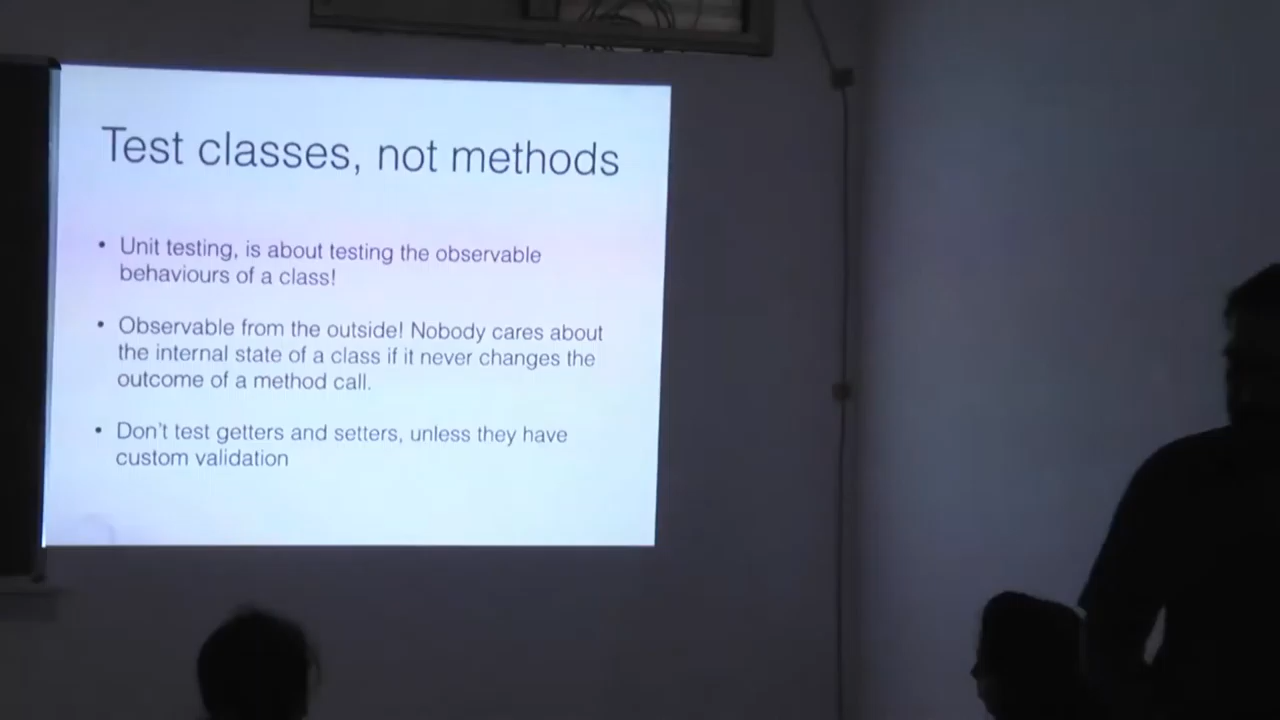 Test classes, not methods
• Unit testing, is about testing the observable
behaviours of a class!
• Observable from the outside! Nobody cares about
the internal state of a class if it never changes the
outcome of a method call.
• Don't test getters and setters, unless they have
custom validation